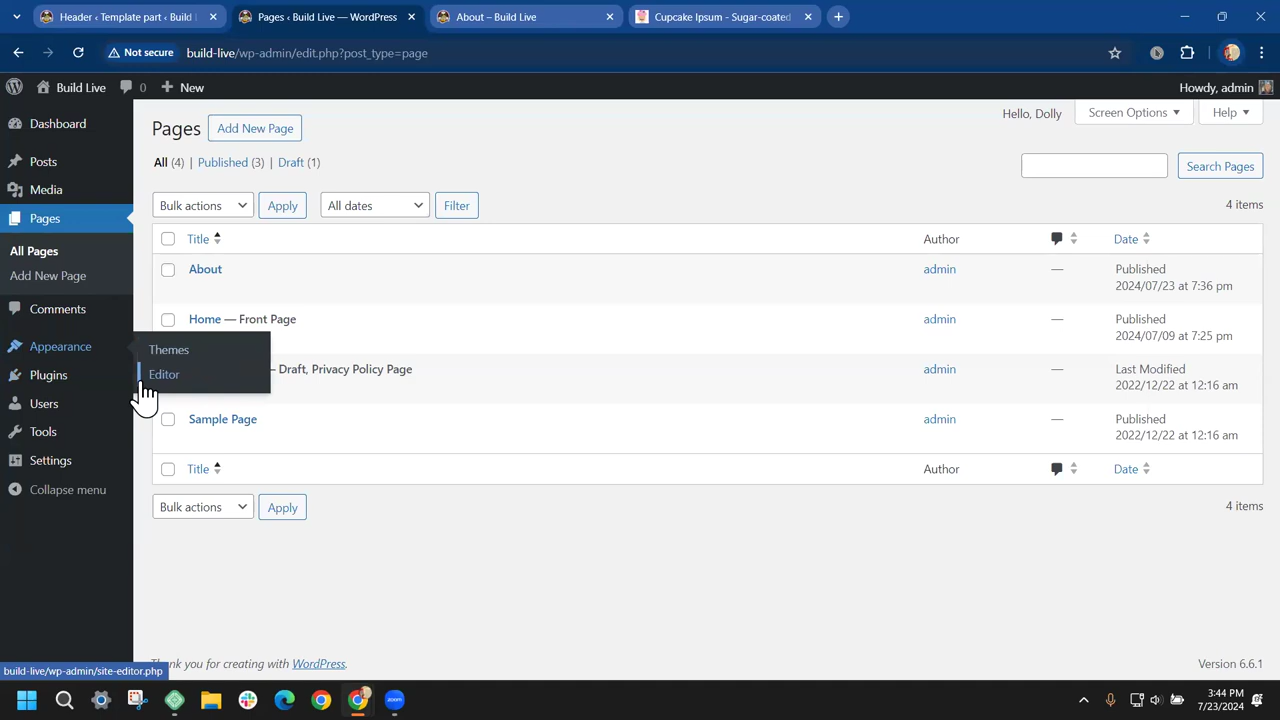 Header ‹ Template part ‹ Build l
Pages ‹ Build Live — WordPress
About – Build Live
Cupcake Ipsum - Sugar-coated
Not secure
build-live/wp-admin/edit.php?post_type=page
Build Live
0
New
Howdy, admin
Dashboard
Posts
Media
Pages
All Pages
Add New Page
Comments
Appearance
Plugins
Users
Tools
Settings
Collapse menu
Themes
Editor
Pages
Add New Page
Hello, Dolly
Screen Options
Help
All (4) | Published (3) | Draft (1)
Search Pages
Bulk actions
Apply
All dates
Filter
4 items
Title
Author
Date
About
admin
—
Published
2024/07/23 at 7:36 pm
Home — Front Page
admin
—
Published
2024/07/09 at 7:25 pm
— Draft, Privacy Policy Page
admin
—
Last Modified
2022/12/22 at 12:16 am
Sample Page
admin
—
Published
2022/12/22 at 12:16 am
Title
Author
Date
Bulk actions
Apply
4 items
nk you for creating with WordPress.
Version 6.6.1
build-live/wp-admin/site-editor.php
zoom
3:44 PM
7/23/2024